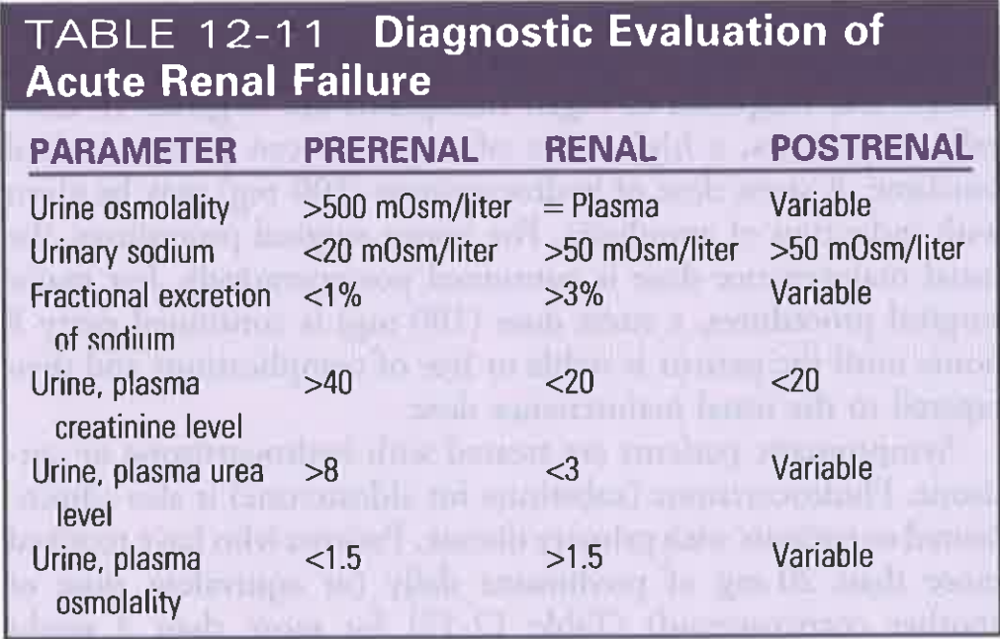 TABLE 12-11 Diagnostic Evaluation of
Acute Renal Failure
PARAMETER PRERENAL RENAL POSTRENAL
Urine osmolality >500 mOsm/liter = Plasma Variable
Urinary sodium <20 mOsm/liter >50 mOsm/liter >50 mOsm/liter
Fractional excretion <1% >3% Variable
of sodium
Urine, plasma >40 <20 <20
creatinine level
Urine, plasma urea >8 <3 Variable
level
Urine, plasma <1.5 >1.5 Variable
osmolality